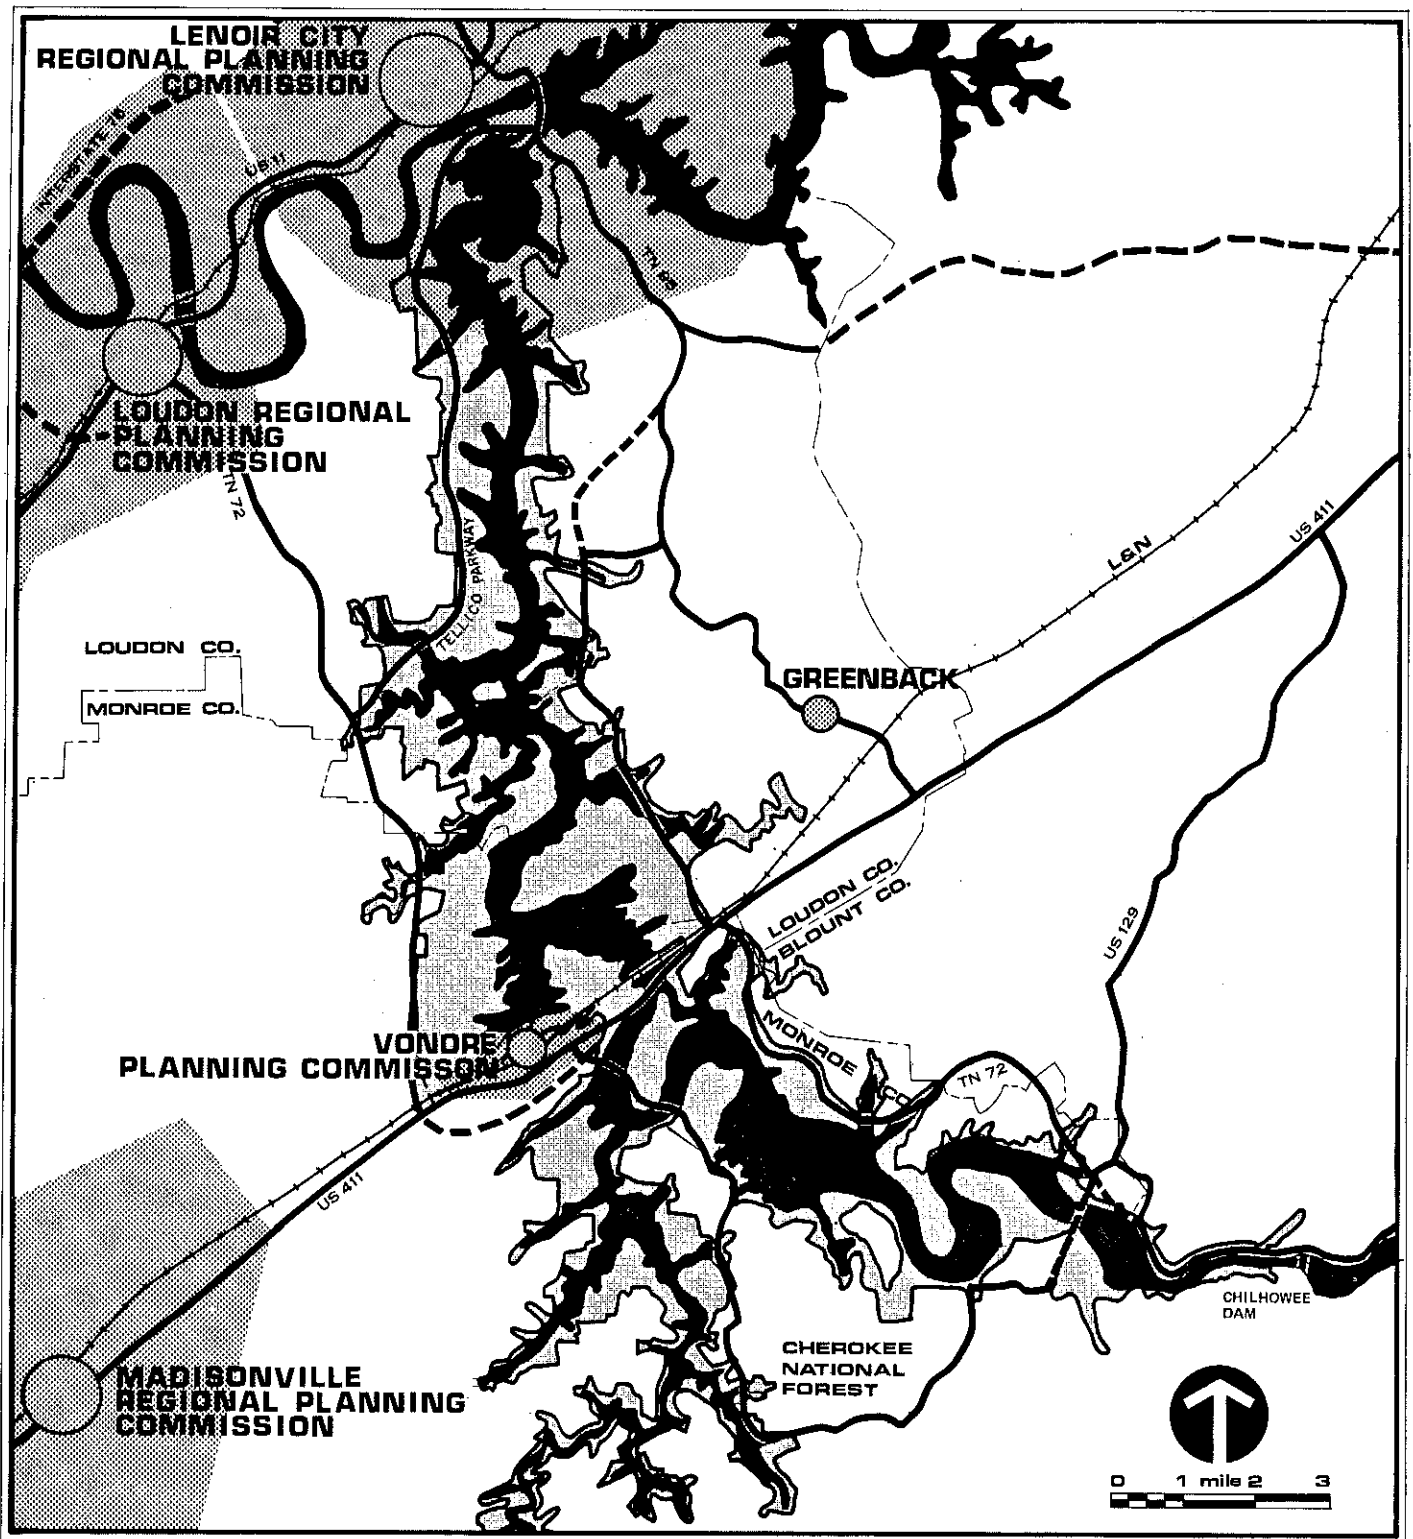 LENOIR CITY
REGIONAL PLANNING
COMMISSION
INTERSTATE 75
US 11
TN 95
LOUDON REGIONAL
PLANNING
COMMISSION
TN 72
TELLICO PARKWAY
L&N
US 411
LOUDON CO.
MONROE CO.
GREENBACK
LOUDON CO.
BLOUNT CO.
US 129
VONORE
PLANNING COMMISSON
MONROE CO.
TN 72
US 411
CHILHOWEE
DAM
CHEROKEE
NATIONAL
FOREST
MADISONVILLE
REGIONAL PLANNING
COMMISSION
0 1 mile 2 3